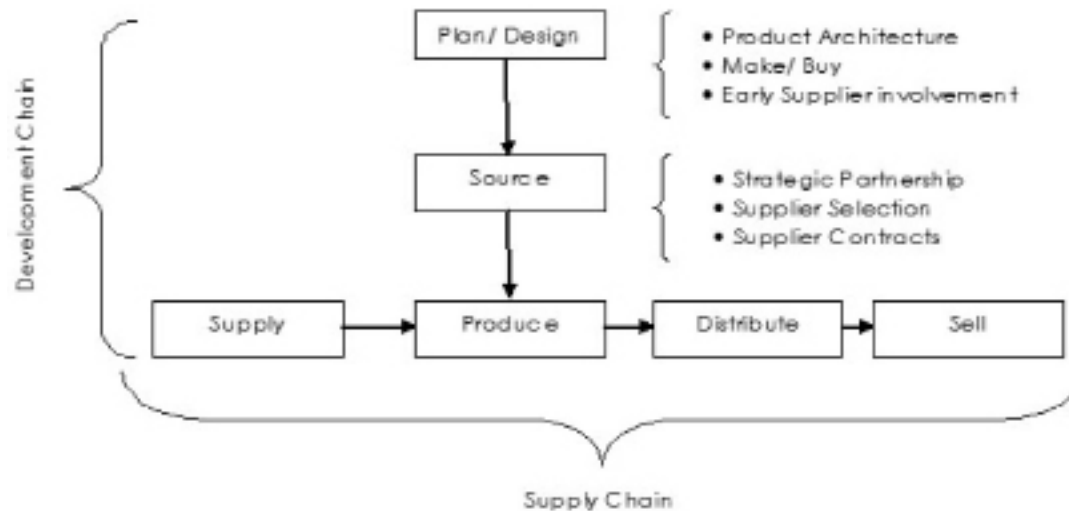 Plan/ Design
• Product Architecture
• Make/ Buy
• Early Supplier involvement
Source
• Strategic Partnership
• Supplier Selection
• Supplier Contracts
Development Chain
Supply
Produce
Distribute
Sell
Supply Chain